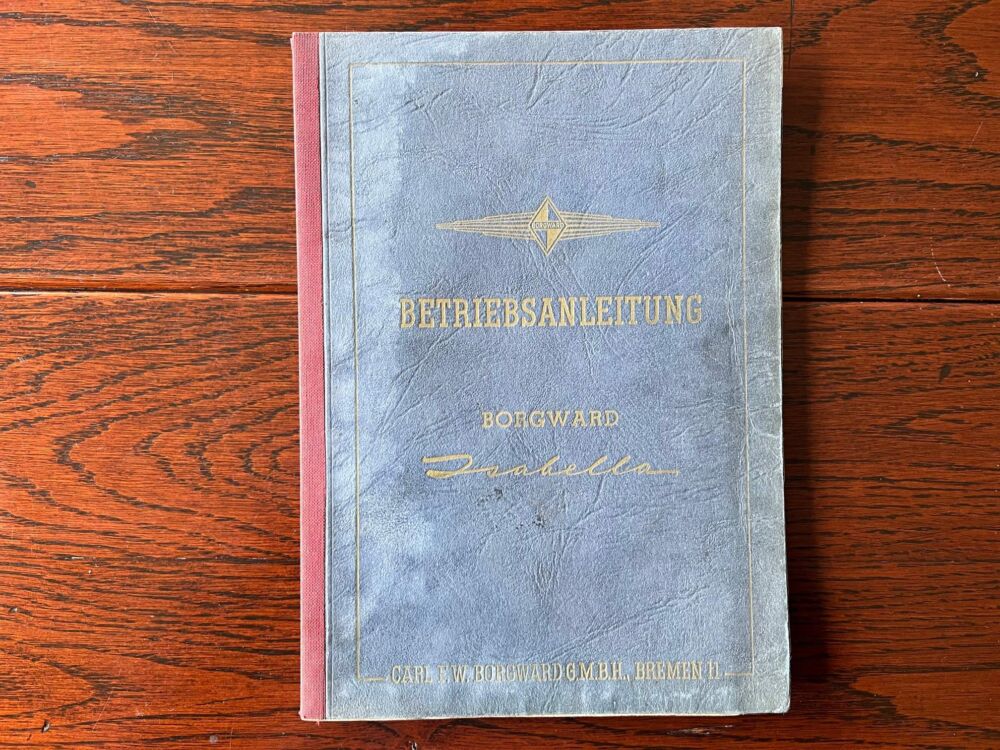 BORGWARD
BETRIEBSANLEITUNG
BORGWARD
Isabella
CARL F. W. BORGWARD G.M.B.H., BREMEN 11